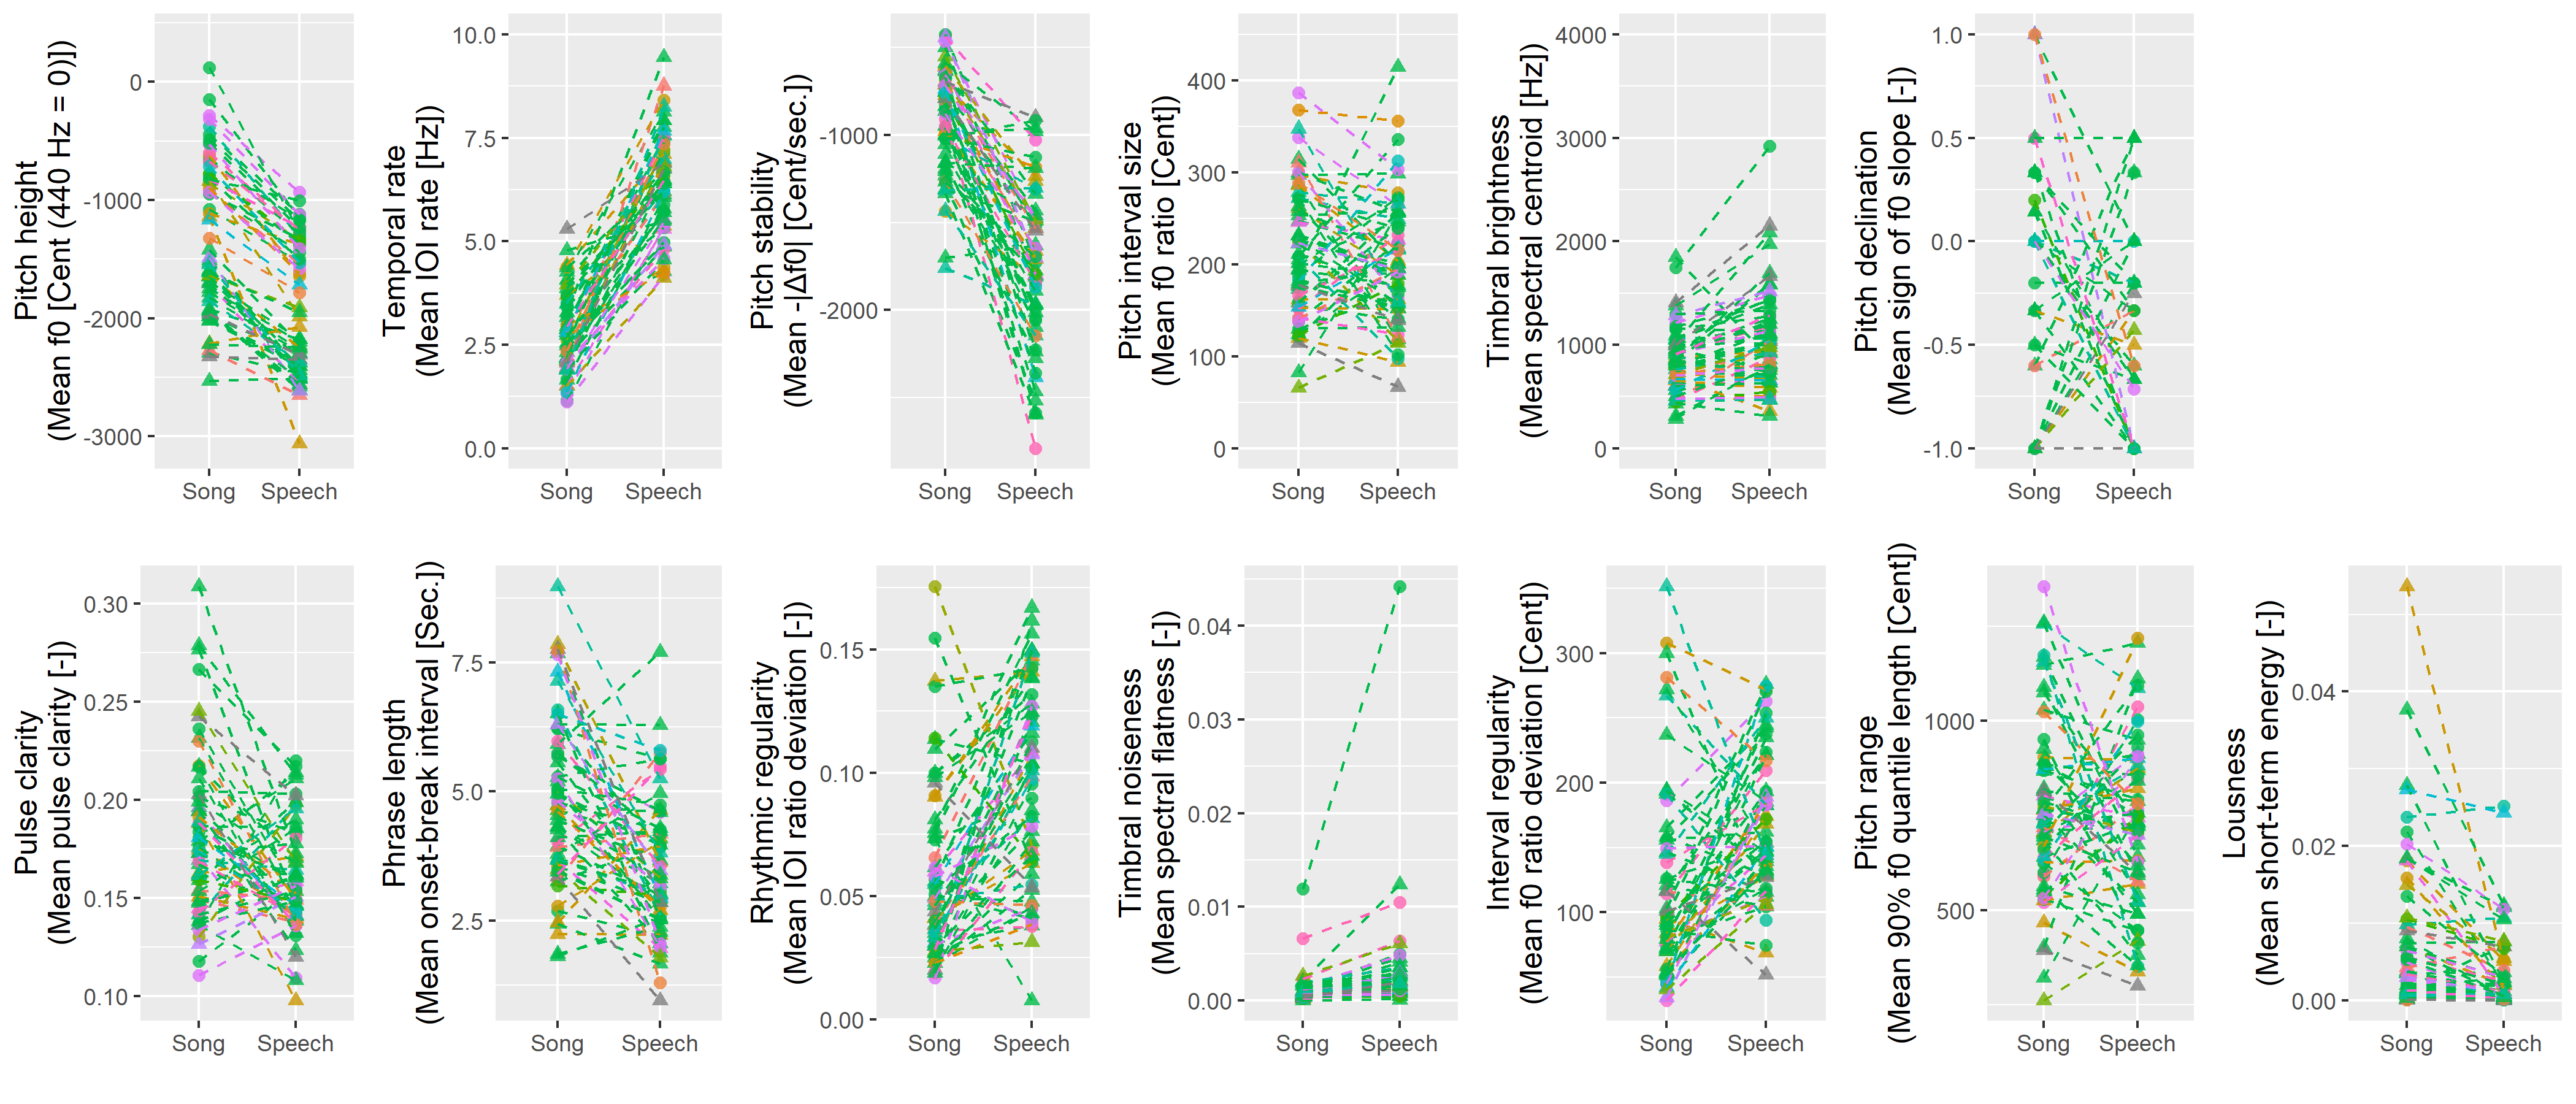 Pitch height
(Mean f0 [Cent (440 Hz = 0)])
0
-1000
-2000
-3000
Song Speech
Temporal rate
(Mean IOI rate [Hz])
10.0
7.5
5.0
2.5
0.0
Song Speech
Pitch stability
(Mean -|Δf0| [Cent/sec.])
-1000
-2000
Song Speech
Pitch interval size
(Mean f0 ratio [Cent])
400
300
200
100
0
Song Speech
Timbral brightness
(Mean spectral centroid [Hz])
4000
3000
2000
1000
0
Song Speech
Pitch declination
(Mean sign of f0 slope [-])
1.0
0.5
0.0
-0.5
-1.0
Song Speech
Pulse clarity
(Mean pulse clarity [-])
0.30
0.25
0.20
0.15
0.10
Song Speech
Phrase length
(Mean onset-break interval [Sec.])
7.5
5.0
2.5
Song Speech
Rhythmic regularity
(Mean IOI ratio deviation [-])
0.15
0.10
0.05
0.00
Song Speech
Timbral noiseness
(Mean spectral flatness [-])
0.04
0.03
0.02
0.01
0.00
Song Speech
Interval regularity
(Mean f0 ratio deviation [Cent])
300
200
100
Song Speech
Pitch range
(Mean 90% f0 quantile length [Cent])
1000
500
Song Speech
Lousness
(Mean short-term energy [-])
0.04
0.02
0.00
Song Speech